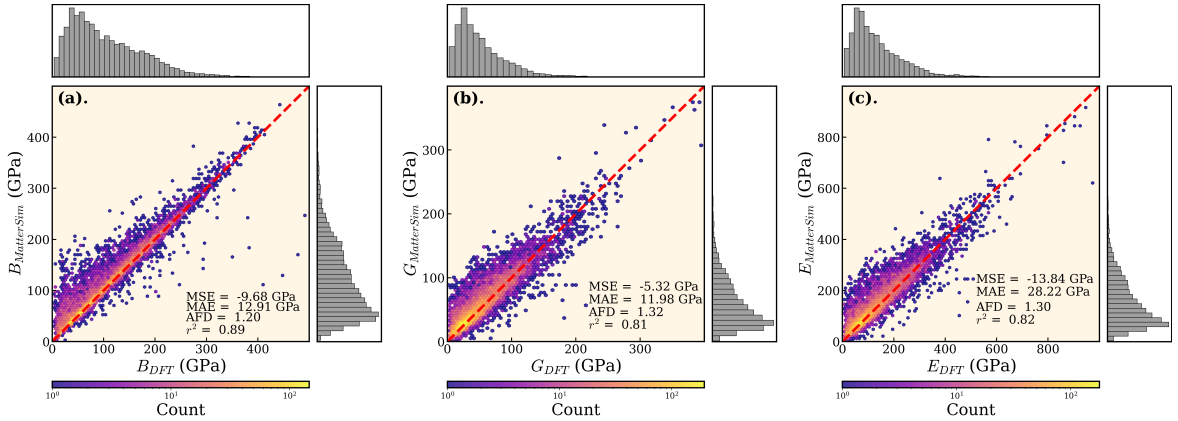 (a).
400
300
200
100
0
B_MatterSim (GPa)
MSE = -9.68 GPa
MAE = 12.91 GPa
AFD = 1.20
r² = 0.89
0 100 200 300 400
B_DFT (GPa)
10⁰ 10¹ 10²
Count
(b).
300
200
100
0
G_MatterSim (GPa)
MSE = -5.32 GPa
MAE = 11.98 GPa
AFD = 1.32
r² = 0.81
0 100 200 300
G_DFT (GPa)
10⁰ 10¹ 10²
Count
(c).
800
600
400
200
0
E_MatterSim (GPa)
MSE = -13.84 GPa
MAE = 28.22 GPa
AFD = 1.30
r² = 0.82
0 200 400 600 800
E_DFT (GPa)
10⁰ 10¹ 10²
Count